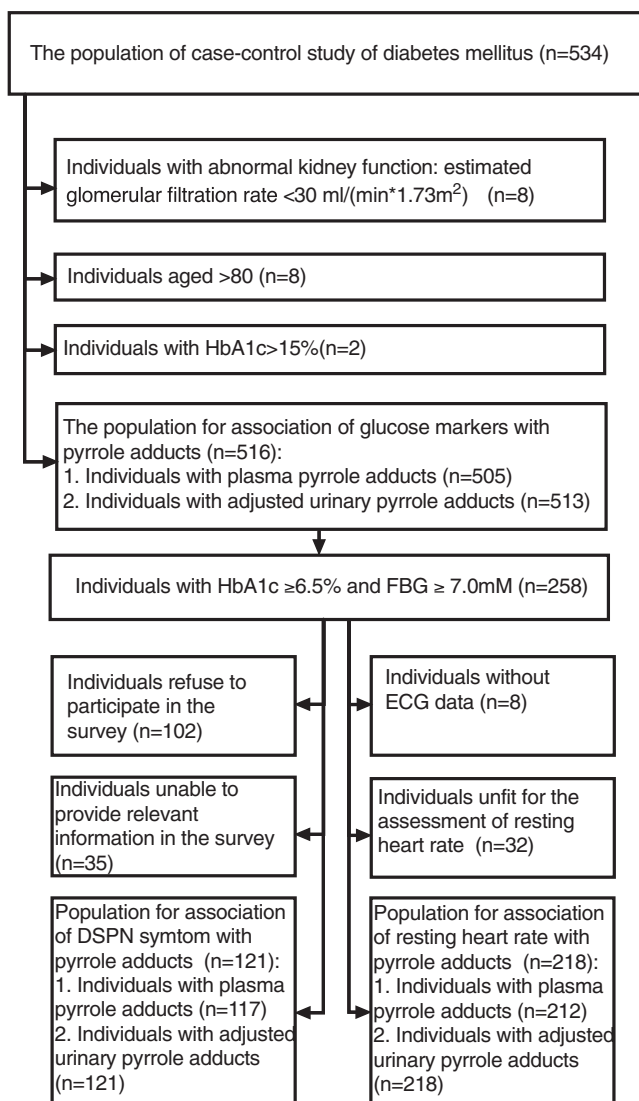 The population of case-control study of diabetes mellitus (n=534)
Individuals with abnormal kidney function: estimated
glomerular filtration rate <30 ml/(min*1.73m²) (n=8)
Individuals aged >80 (n=8)
Individuals with HbA1c>15%(n=2)
The population for association of glucose markers with
pyrrole adducts (n=516):
1. Individuals with plasma pyrrole adducts (n=505)
2. Individuals with adjusted urinary pyrrole adducts (n=513)
Individuals with HbA1c ≥6.5% and FBG ≥ 7.0mM (n=258)
Individuals refuse to
participate in the
survey (n=102)
Individuals without
ECG data (n=8)
Individuals unable to
provide relevant
information in the survey
(n=35)
Individuals unfit for the
assessment of resting
heart rate (n=32)
Population for association
of DSPN symtom with
pyrrole adducts (n=121):
1. Individuals with plasma
pyrrole adducts (n=117)
2. Individuals with adjusted
urinary pyrrole adducts
(n=121)
Population for association
of resting heart rate with
pyrrole adducts (n=218):
1. Individuals with plasma
pyrrole adducts (n=212)
2. Individuals with adjusted
urinary pyrrole adducts
(n=218)